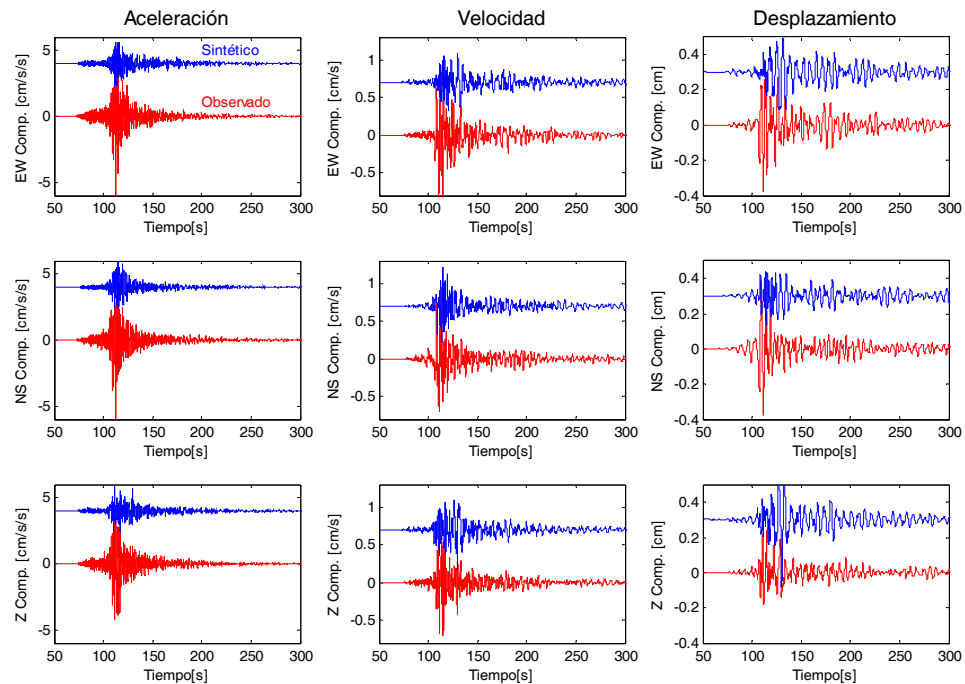 Aceleración
Velocidad
Desplazamiento
5
0
-5
EW Comp. [cm/s/s]
Sintético
Observado
50 100 150 200 250 300
Tiempo[s]
1
0.5
0
-0.5
EW Comp. [cm/s/s]
50 100 150 200 250 300
Tiempo[s]
0.4
0.2
0
-0.2
-0.4
EW Comp. [cm]
50 100 150 200 250 300
Tiempo[s]
5
0
-5
NS Comp. [cm/s/s]
50 100 150 200 250 300
Tiempo[s]
1
0.5
0
-0.5
NS Comp. [cm/s]
50 100 150 200 250 300
Tiempo[s]
0.4
0.2
0
-0.2
-0.4
NS Comp. [cm]
50 100 150 200 250 300
Tiempo[s]
5
0
-5
Z Comp. [cm/s/s]
50 100 150 200 250 300
Tiempo[s]
1
0.5
0
-0.5
Z Comp. [cm/s]
50 100 150 200 250 300
Tiempo[s]
0.4
0.2
0
-0.2
-0.4
Z Comp. [cm]
50 100 150 200 250 300
Tiempo[s]